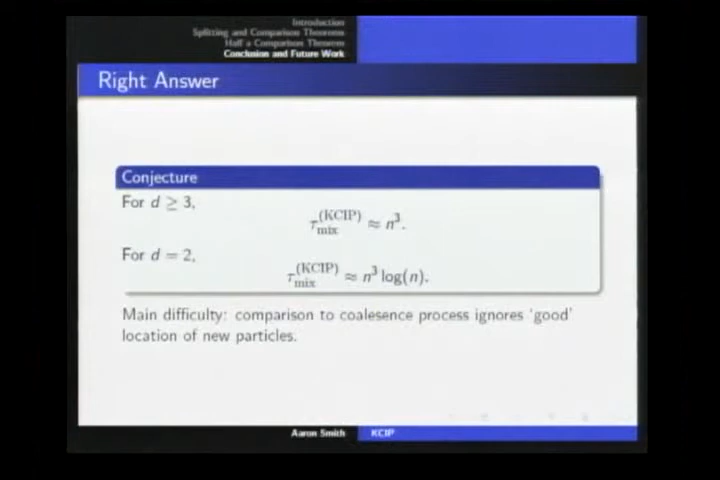 Introduction
Splitting and Comparison Theorems
Half a Comparison Theorem
Conclusion and Future Work
Right Answer
Conjecture
For d ≥ 3,
τ_mix^(KCIP) ≈ n³.
For d = 2,
τ_mix^(KCIP) ≈ n³ log(n).
Main difficulty: comparison to coalesence process ignores 'good'
location of new particles.
Aaron Smith KCIP